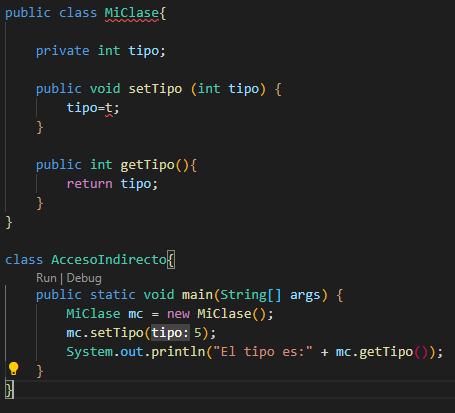 public class MiClase{
private int tipo;
public void setTipo (int tipo) {
tipo=t;
}
public int getTipo(){
return tipo;
}
}
class AccesoIndirecto{
Run | Debug
public static void main(String[] args) {
MiClase mc = new MiClase();
mc.setTipo(tipo: 5);
System.out.println("El tipo es:" + mc.getTipo());
}
}